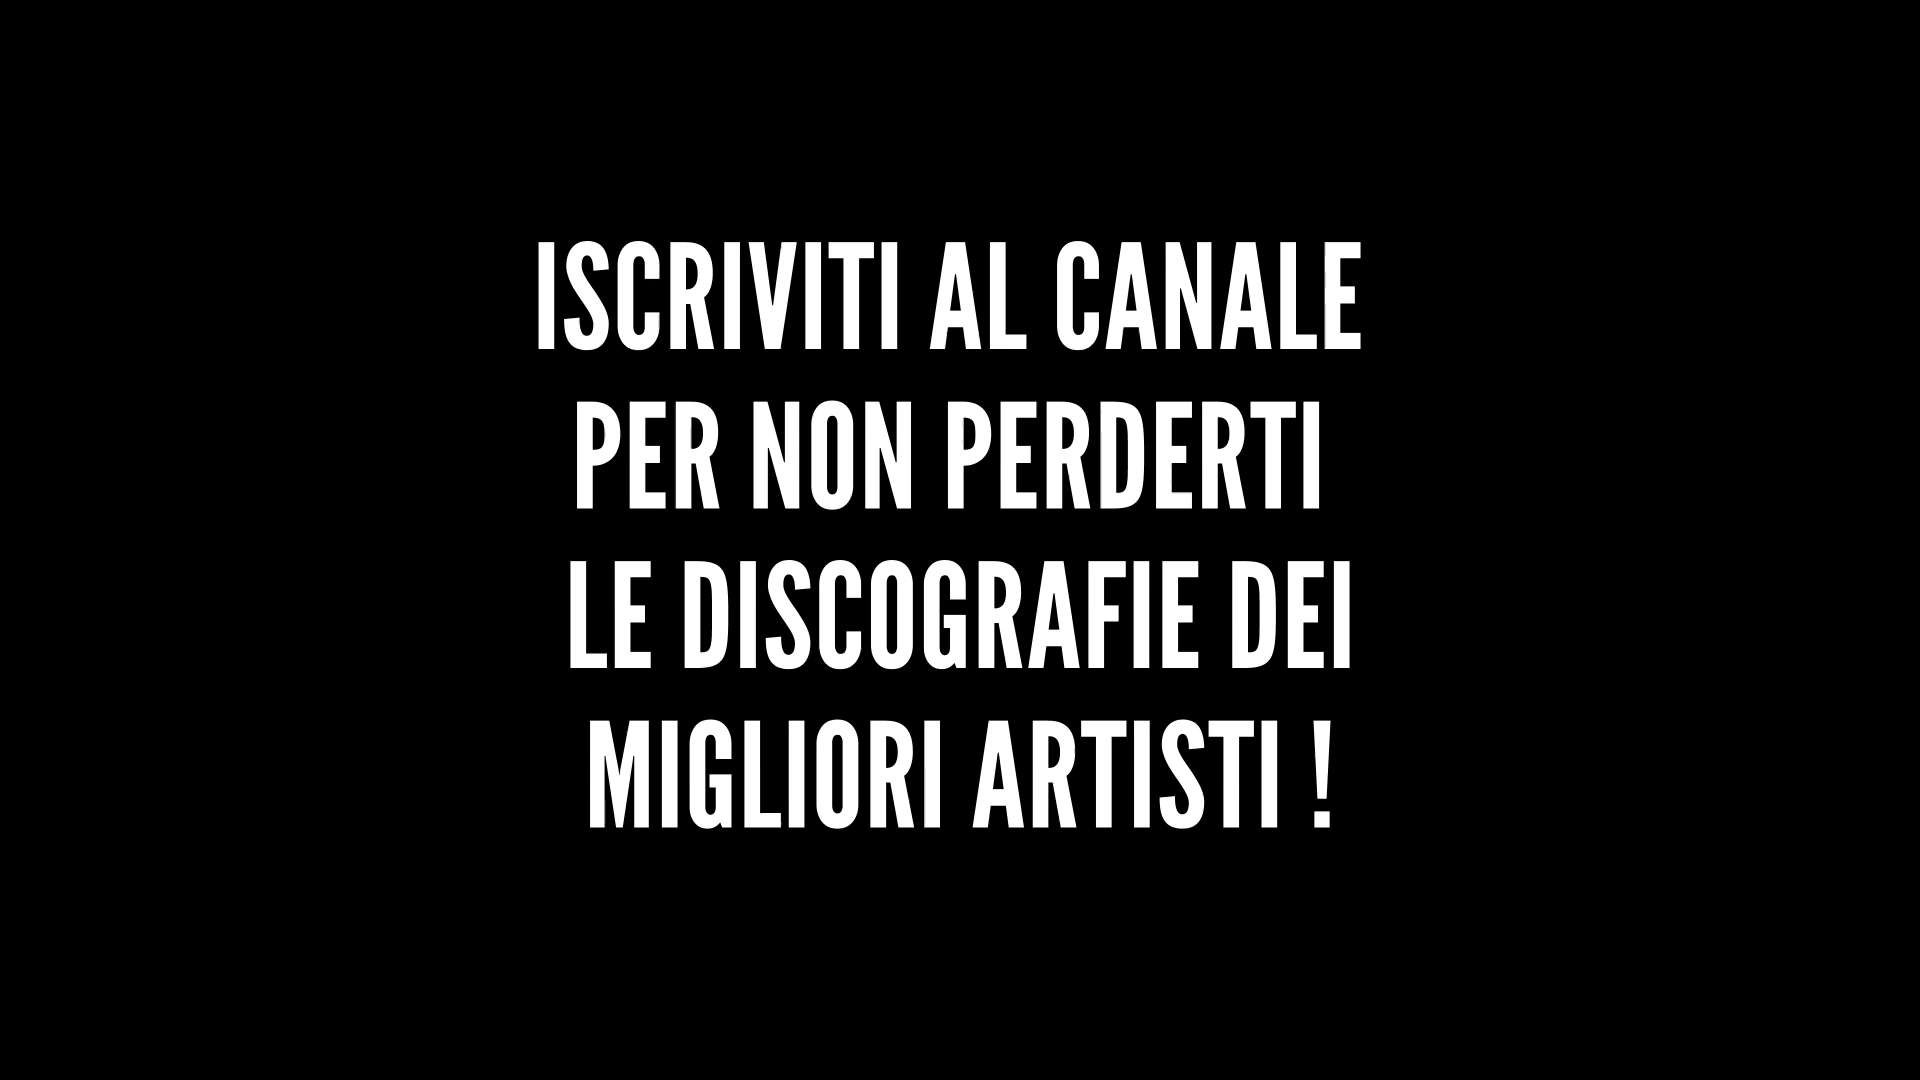 ISCRIVITI AL CANALE
PER NON PERDERTI
LE DISCOGRAFIE DEI
MIGLIORI ARTISTI !